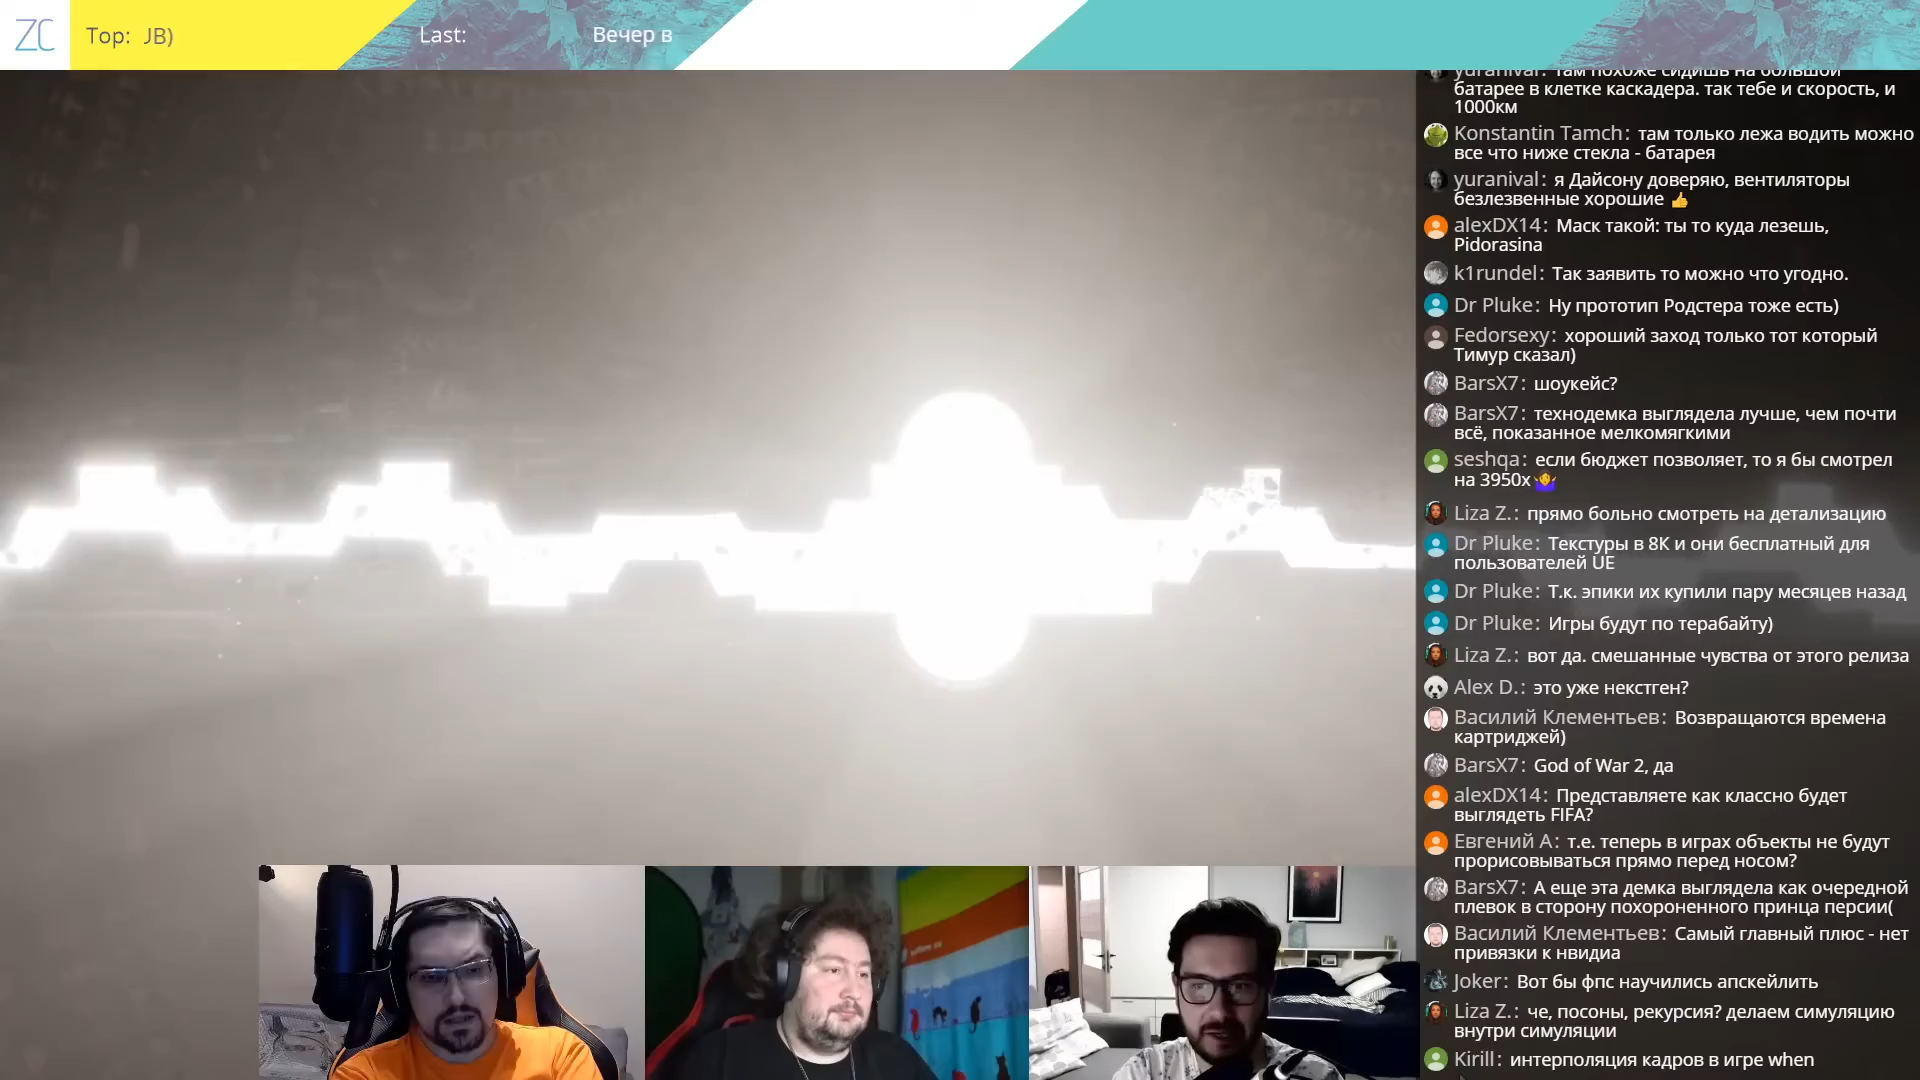 ZC
Top: JB)
Last:
Вечер в
yuranival: там похоже сидишь на большой
батарее в клетке каскадера. так тебе и скорость, и
1000км
Konstantin Tamch: там только лежа водить можно
все что ниже стекла - батарея
yuranival: я Дайсону доверяю, вентиляторы
безлезвенные хорошие 👍
alexDX14: Маск такой: ты то куда лезешь,
Pidorasina
k1rundel: Так заявить то можно что угодно.
Dr Pluke: Ну прототип Родстера тоже есть)
Fedorsexy: хороший заход только тот который
Тимур сказал)
BarsX7: шоукейс?
BarsX7: технодемка выглядела лучше, чем почти
всё, показанное мелкомягкими
seshqa: если бюджет позволяет, то я бы смотрел
на 3950x 🤷‍♀️
Liza Z.: прямо больно смотреть на детализацию
Dr Pluke: Текстуры в 8К и они бесплатный для
пользователей UE
Dr Pluke: Т.к. эпики их купили пару месяцев назад
Dr Pluke: Игры будут по терабайту)
Liza Z.: вот да. смешанные чувства от этого релиза
Alex D.: это уже некстген?
Василий Клементьев: Возвращаются времена
картриджей)
BarsX7: God of War 2, да
alexDX14: Представляете как классно будет
выглядеть FIFA?
Евгений А: т.е. теперь в играх объекты не будут
прорисовываться прямо перед носом?
BarsX7: А еще эта демка выглядела как очередной
плевок в сторону похороненного принца персии(
Василий Клементьев: Самый главный плюс - нет
привязки к нвидиа
Joker: Вот бы фпс научились апскейлить
Liza Z.: че, посоны, рекурсия? делаем симуляцию
внутри симуляции
Kirill: интерполяция кадров в игре when